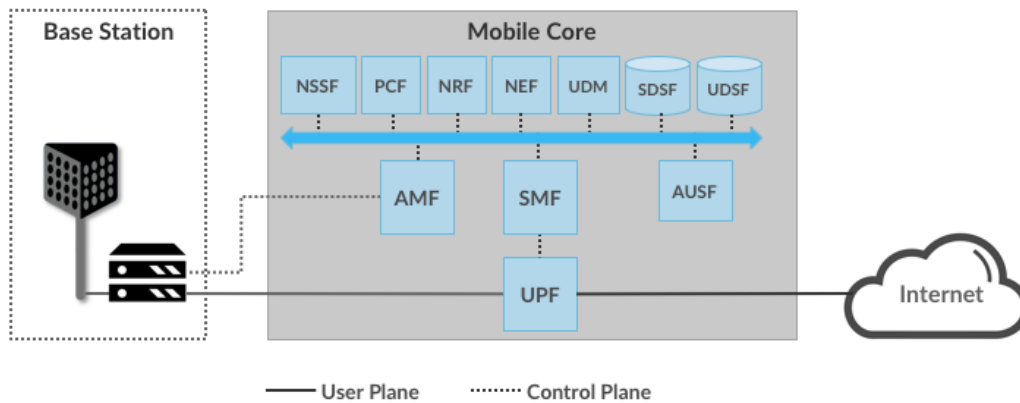 Base Station
Mobile Core
NSSF
PCF
NRF
NEF
UDM
SDSF
UDSF
AMF
SMF
AUSF
UPF
Internet
User Plane
Control Plane